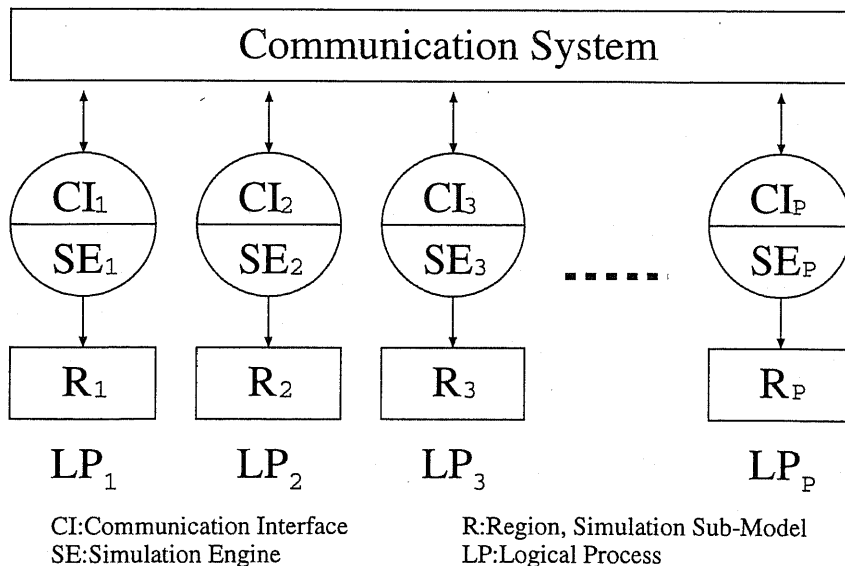 Communication System
CI1 CI2 CI3 CIP
SE1 SE2 SE3 SEP
R1 R2 R3 RP
LP1 LP2 LP3 LPP
CI:Communication Interface R:Region, Simulation Sub-Model
SE:Simulation Engine LP:Logical Process